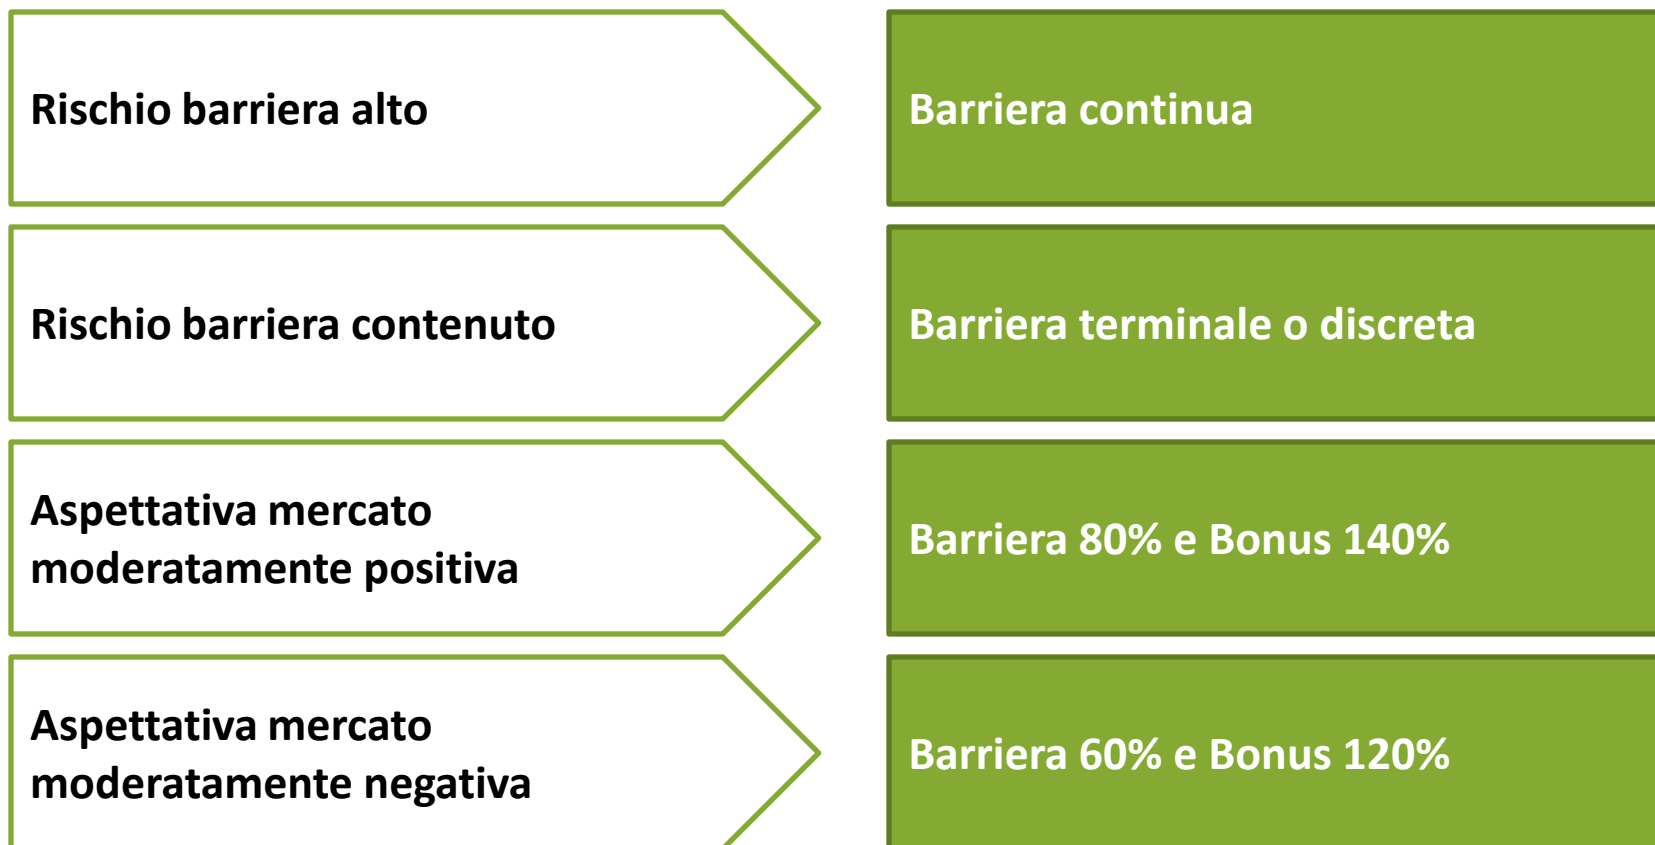 Rischio barriera alto
Barriera continua
Rischio barriera contenuto
Barriera terminale o discreta
Aspettativa mercato
moderatamente positiva
Barriera 80% e Bonus 140%
Aspettativa mercato
moderatamente negativa
Barriera 60% e Bonus 120%